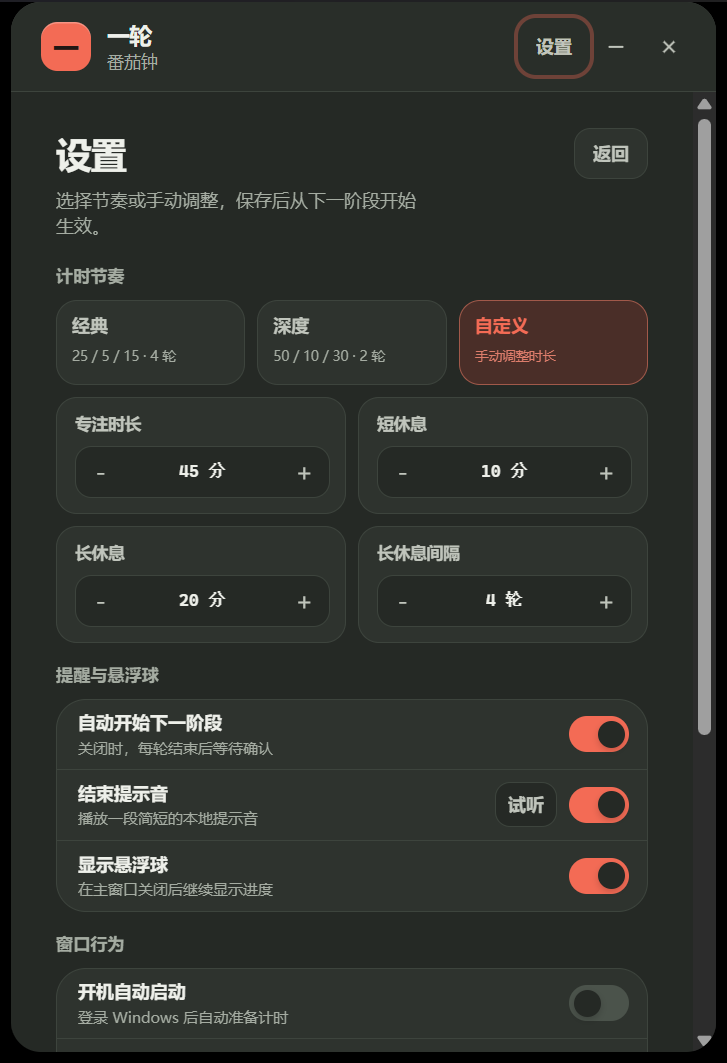 一轮
番茄钟
设置
设置
返回
选择节奏或手动调整，保存后从下一阶段开始
生效。
计时节奏
经典
25 / 5 / 15 · 4 轮
深度
50 / 10 / 30 · 2 轮
自定义
手动调整时长
专注时长
- 45 分 +
短休息
- 10 分 +
长休息
- 20 分 +
长休息间隔
- 4 轮 +
提醒与悬浮球
自动开始下一阶段
关闭时，每轮结束后等待确认
结束提示音
播放一段简短的本地提示音
试听
显示悬浮球
在主窗口关闭后继续显示进度
窗口行为
开机自动启动
登录 Windows 后自动准备计时